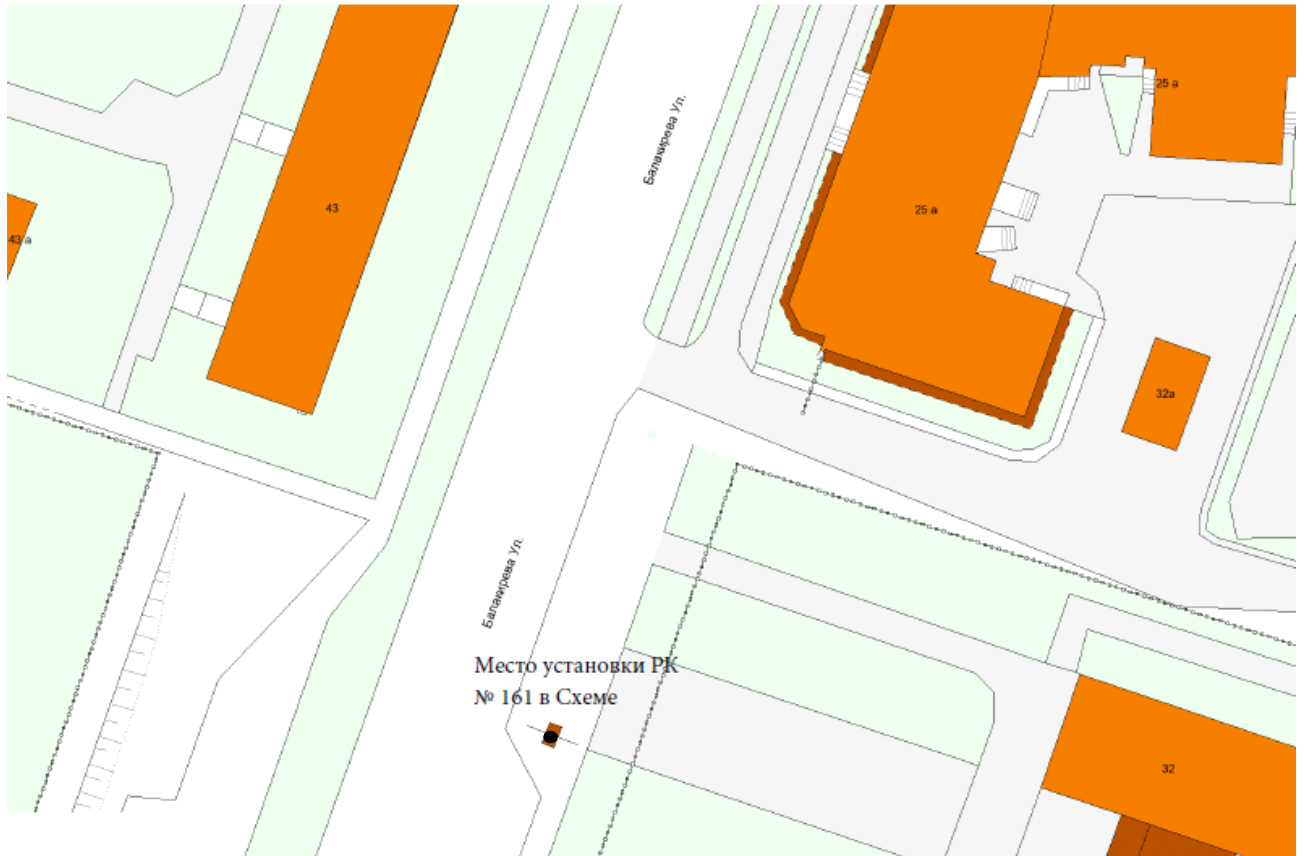 25 а
Балакирева Ул.
43
25 а
43 а
32а
Балакирева Ул.
Место установки РК
№ 161 в Схеме
32